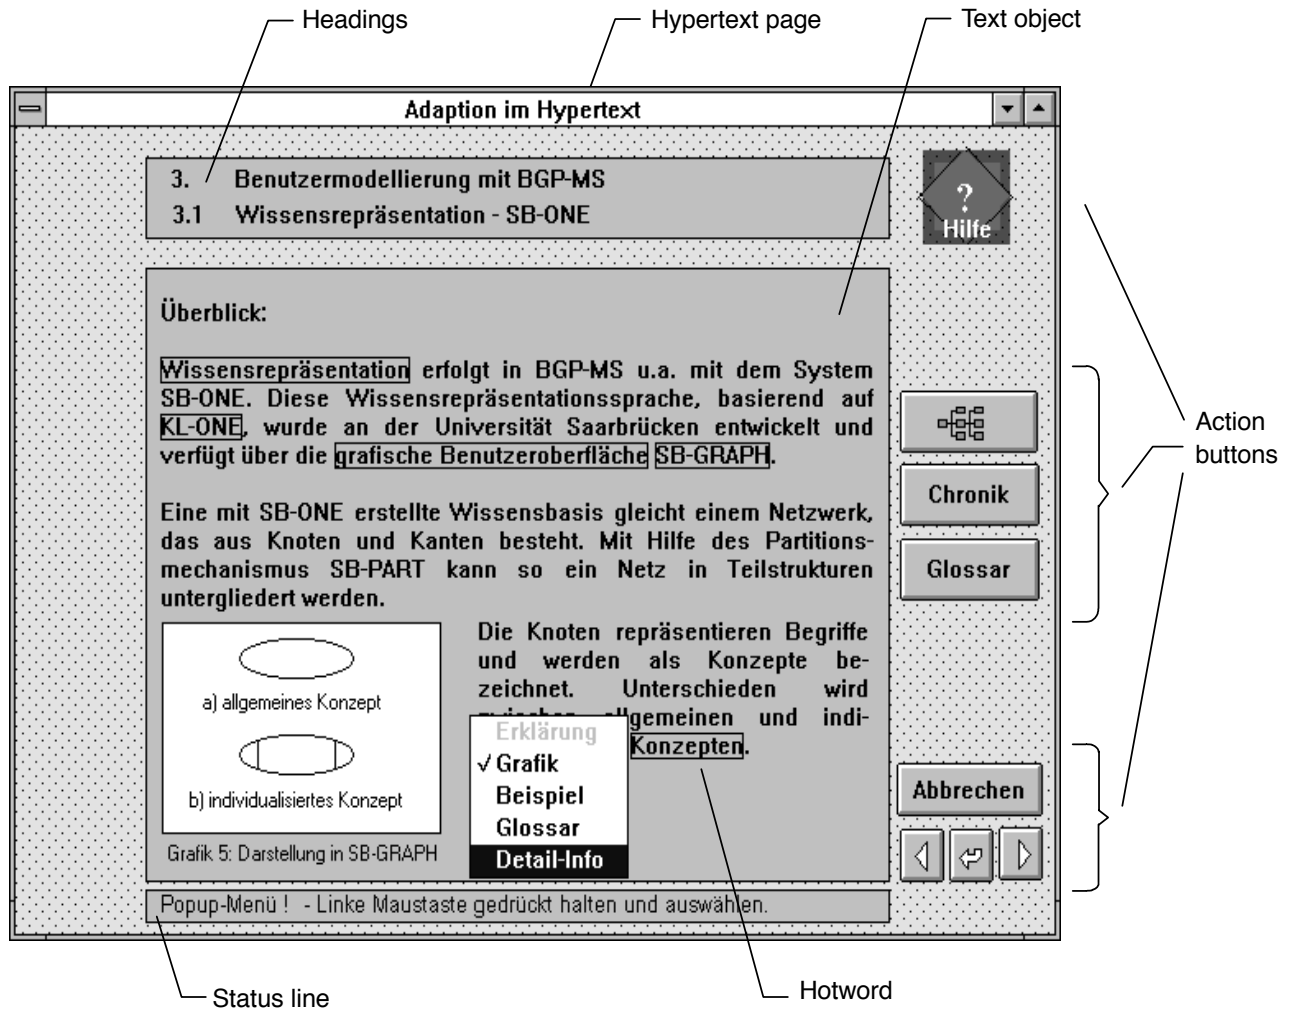 Headings
Hypertext page
Text object
Adaption im Hypertext
3. Benutzermodellierung mit BGP-MS
3.1 Wissensrepräsentation - SB-ONE
?
Hilfe
Überblick:
Wissensrepräsentation erfolgt in BGP-MS u.a. mit dem System
SB-ONE. Diese Wissensrepräsentationssprache, basierend auf
KL-ONE, wurde an der Universität Saarbrücken entwickelt und
verfügt über die grafische Benutzeroberfläche SB-GRAPH.
Eine mit SB-ONE erstellte Wissensbasis gleicht einem Netzwerk,
das aus Knoten und Kanten besteht. Mit Hilfe des Partitions-
mechanismus SB-PART kann so ein Netz in Teilstrukturen
untergliedert werden.
Die Knoten repräsentieren Begriffe
und werden als Konzepte be-
zeichnet. Unterschieden wird
zwischen allgemeinen und indi-
Konzepten.
a) allgemeines Konzept
b) individualisiertes Konzept
Grafik 5: Darstellung in SB-GRAPH
Erklärung
√ Grafik
Beispiel
Glossar
Detail-Info
Chronik
Glossar
Abbrechen
Action
buttons
Popup-Menü ! - Linke Maustaste gedrückt halten und auswählen.
Status line
Hotword